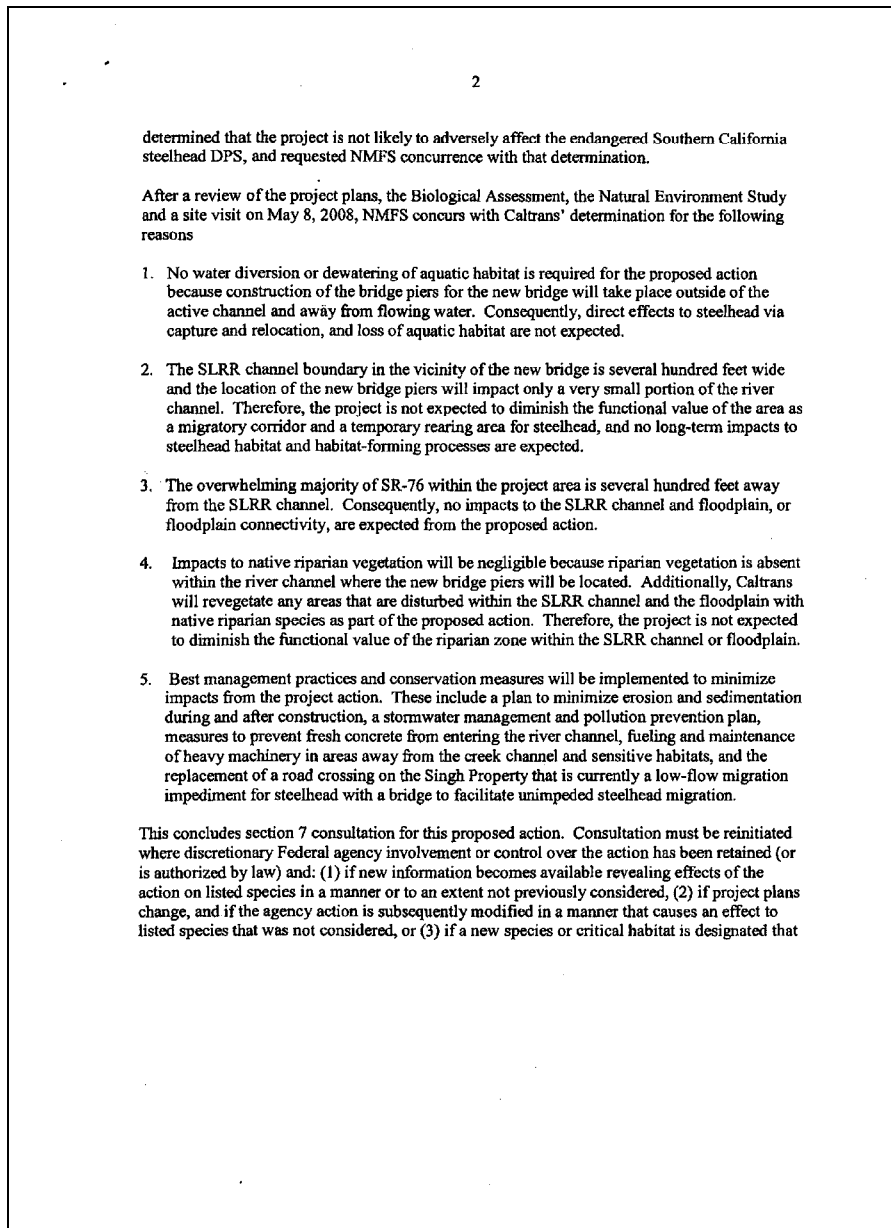 2
determined that the project is not likely to adversely affect the endangered Southern California
steelhead DPS, and requested NMFS concurrence with that determination.
After a review of the project plans, the Biological Assessment, the Natural Environment Study
and a site visit on May 8, 2008, NMFS concurs with Caltrans' determination for the following
reasons
1. No water diversion or dewatering of aquatic habitat is required for the proposed action
because construction of the bridge piers for the new bridge will take place outside of the
active channel and away from flowing water. Consequently, direct effects to steelhead via
capture and relocation, and loss of aquatic habitat are not expected.
2. The SLRR channel boundary in the vicinity of the new bridge is several hundred feet wide
and the location of the new bridge piers will impact only a very small portion of the river
channel. Therefore, the project is not expected to diminish the functional value of the area as
a migratory corridor and a temporary rearing area for steelhead, and no long-term impacts to
steelhead habitat and habitat-forming processes are expected.
3. The overwhelming majority of SR-76 within the project area is several hundred feet away
from the SLRR channel. Consequently, no impacts to the SLRR channel and floodplain, or
floodplain connectivity, are expected from the proposed action.
4. Impacts to native riparian vegetation will be negligible because riparian vegetation is absent
within the river channel where the new bridge piers will be located. Additionally, Caltrans
will revegetate any areas that are disturbed within the SLRR channel and the floodplain with
native riparian species as part of the proposed action. Therefore, the project is not expected
to diminish the functional value of the riparian zone within the SLRR channel or floodplain.
5. Best management practices and conservation measures will be implemented to minimize
impacts from the project action. These include a plan to minimize erosion and sedimentation
during and after construction, a stormwater management and pollution prevention plan,
measures to prevent fresh concrete from entering the river channel, fueling and maintenance
of heavy machinery in areas away from the creek channel and sensitive habitats, and the
replacement of a road crossing on the Singh Property that is currently a low-flow migration
impediment for steelhead with a bridge to facilitate unimpeded steelhead migration.
This concludes section 7 consultation for this proposed action. Consultation must be reinitiated
where discretionary Federal agency involvement or control over the action has been retained (or
is authorized by law) and: (1) if new information becomes available revealing effects of the
action on listed species in a manner or to an extent not previously considered, (2) if project plans
change, and if the agency action is subsequently modified in a manner that causes an effect to
listed species that was not considered, or (3) if a new species or critical habitat is designated that